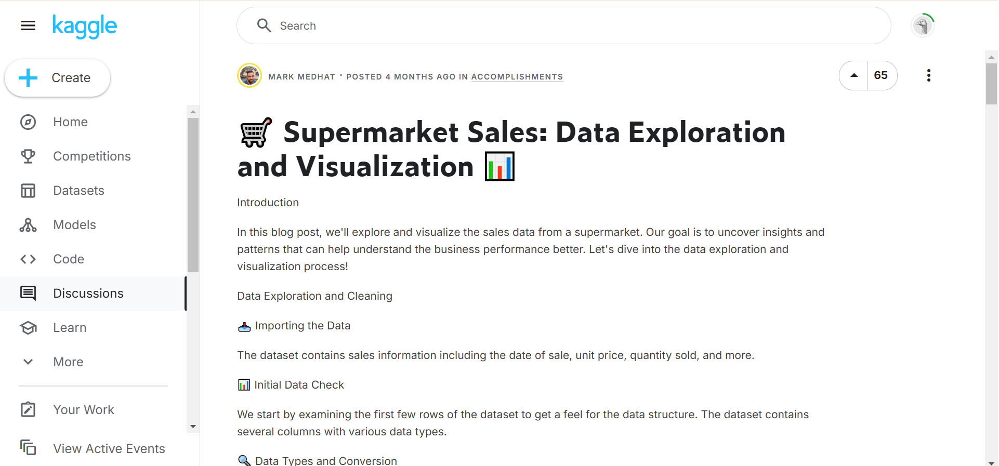 kaggle
Search
Create
Home
Competitions
Datasets
Models
Code
Discussions
Learn
More
Your Work
View Active Events
MARK MEDHAT · POSTED 4 MONTHS AGO IN ACCOMPLISHMENTS
65
🛒 Supermarket Sales: Data Exploration
and Visualization 📊
Introduction
In this blog post, we'll explore and visualize the sales data from a supermarket. Our goal is to uncover insights and
patterns that can help understand the business performance better. Let's dive into the data exploration and
visualization process!
Data Exploration and Cleaning
📥 Importing the Data
The dataset contains sales information including the date of sale, unit price, quantity sold, and more.
📊 Initial Data Check
We start by examining the first few rows of the dataset to get a feel for the data structure. The dataset contains
several columns with various data types.
🔍 Data Types and Conversion